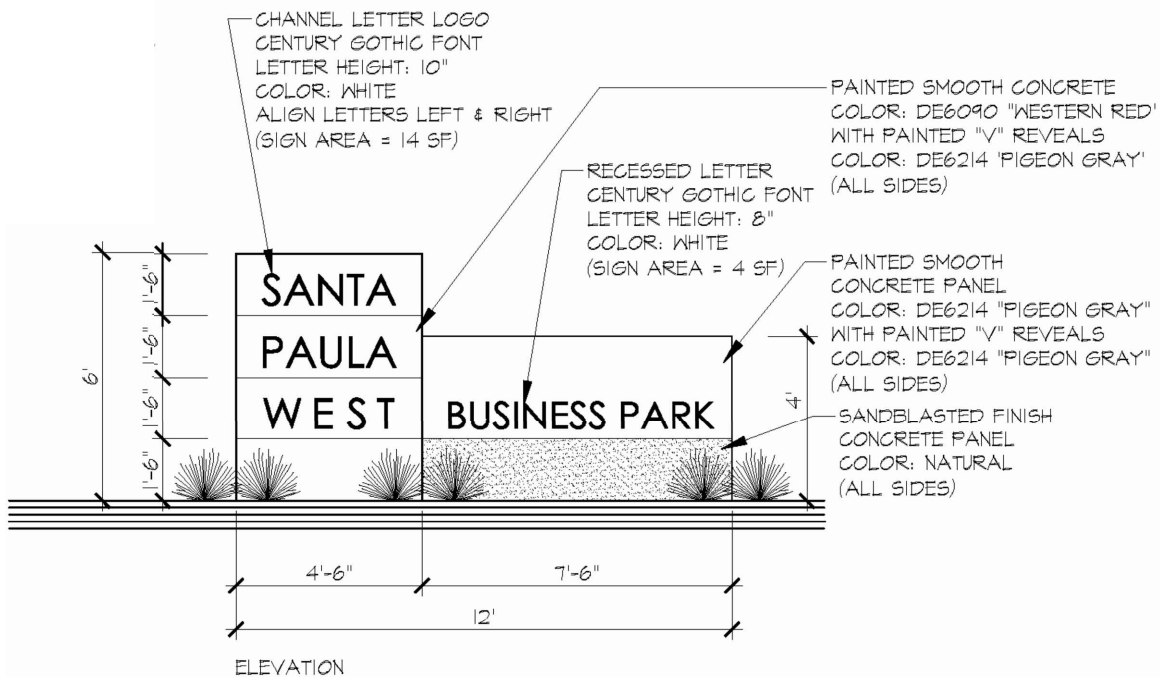 CHANNEL LETTER LOGO
CENTURY GOTHIC FONT
LETTER HEIGHT: 10"
COLOR: WHITE
ALIGN LETTERS LEFT & RIGHT
(SIGN AREA = 14 SF)
PAINTED SMOOTH CONCRETE
COLOR: DE6090 "WESTERN RED'
WITH PAINTED "V" REVEALS
COLOR: DE6214 'PIGEON GRAY'
(ALL SIDES)
RECESSED LETTER
CENTURY GOTHIC FONT
LETTER HEIGHT: 8"
COLOR: WHITE
(SIGN AREA = 4 SF)
PAINTED SMOOTH
CONCRETE PANEL
COLOR: DE6214 "PIGEON GRAY"
WITH PAINTED "V" REVEALS
COLOR: DE6214 "PIGEON GRAY"
(ALL SIDES)
SANDBLASTED FINISH
CONCRETE PANEL
COLOR: NATURAL
(ALL SIDES)
6'
1'-6"
1'-6"
1'-6"
1'-6"
SANTA
PAULA
WEST
BUSINESS PARK
4'
4'-6"
7'-6"
12'
ELEVATION